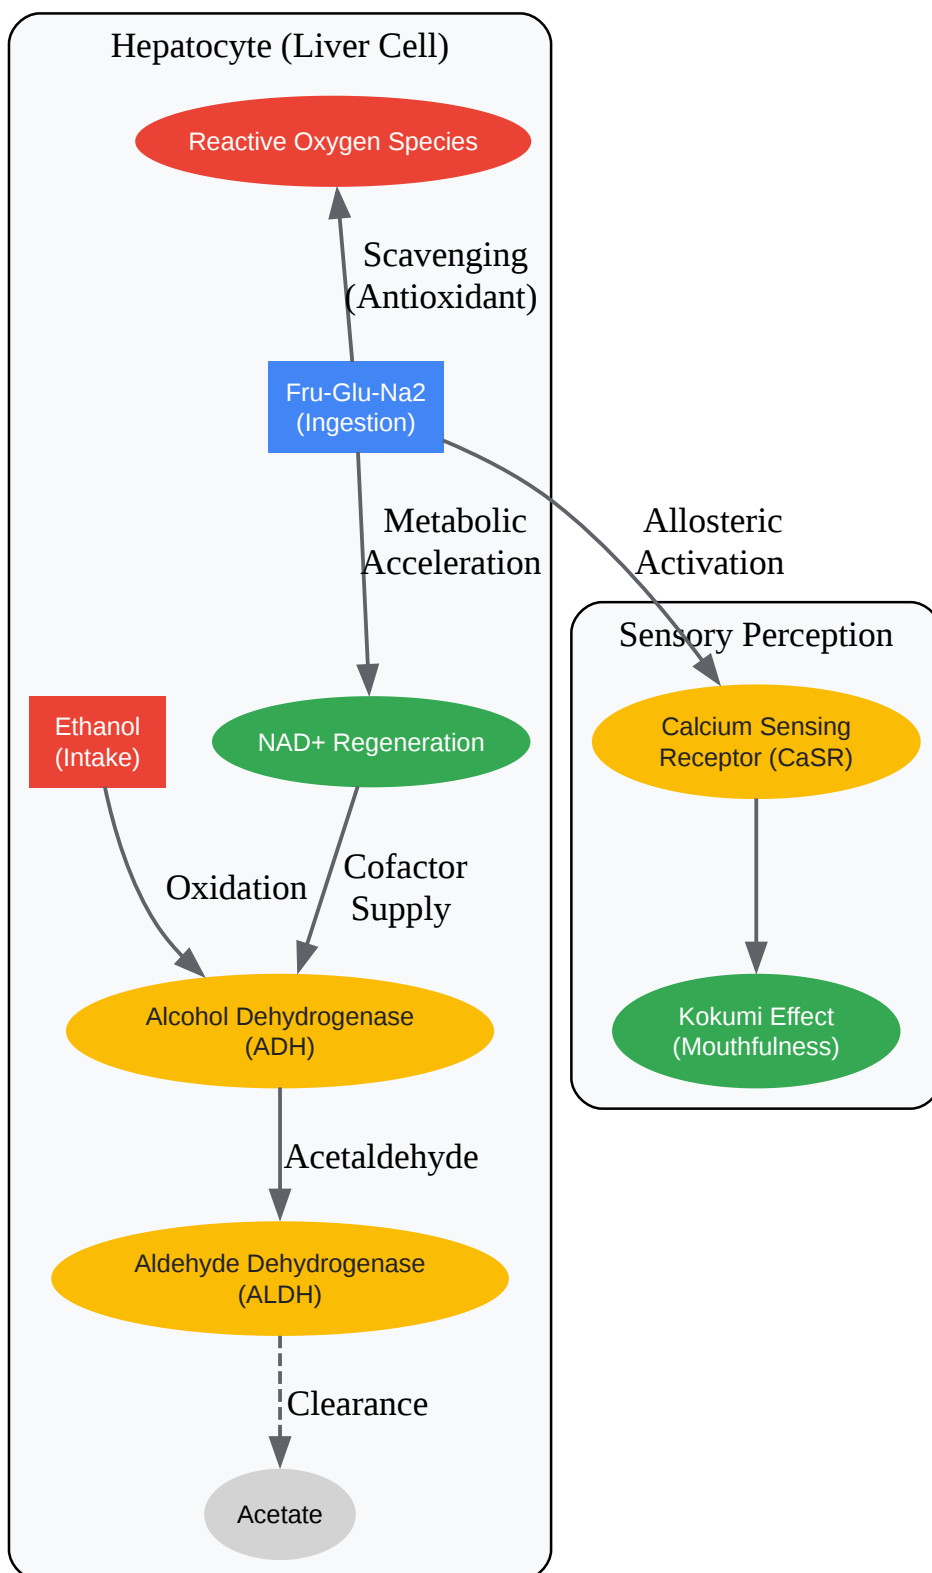 Hepatocyte (Liver Cell)
Reactive Oxygen Species
Scavenging
(Antioxidant)
Fru-Glu-Na2
(Ingestion)
Metabolic
Acceleration
Allosteric
Activation
Sensory Perception
Ethanol
(Intake)
NAD+ Regeneration
Calcium Sensing
Receptor (CaSR)
Oxidation
Cofactor
Supply
Alcohol Dehydrogenase
(ADH)
Kokumi Effect
(Mouthfulness)
Acetaldehyde
Aldehyde Dehydrogenase
(ALDH)
Clearance
Acetate